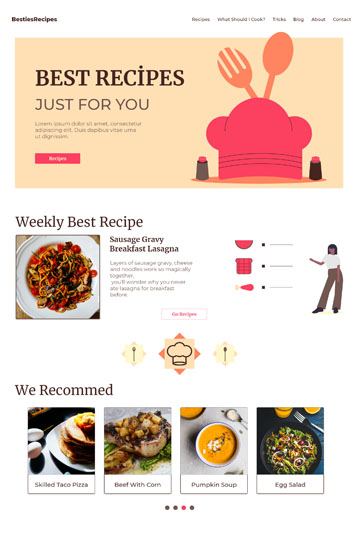 BestiesRecipes
Recipes What Should I Cook? Tricks Blog About Contact
BEST RECİPES
JUST FOR YOU
Lorem ipsum dolor sit amet, consectetur
adipiscing elit. Duis dapibus vitae urna
ut dignissim.
Recipes
Weekly Best Recipe
Sausage Gravy
Breakfast Lasagna
Layers of sausage gravy, cheese
and noodles work so magically
together,
you'll wonder why you never
ate lasagna for breakfast
before.
Go Recipes
We Recommed
Skilled Taco Pizza
Beef With Corn
Pumpkin Soup
Egg Salad